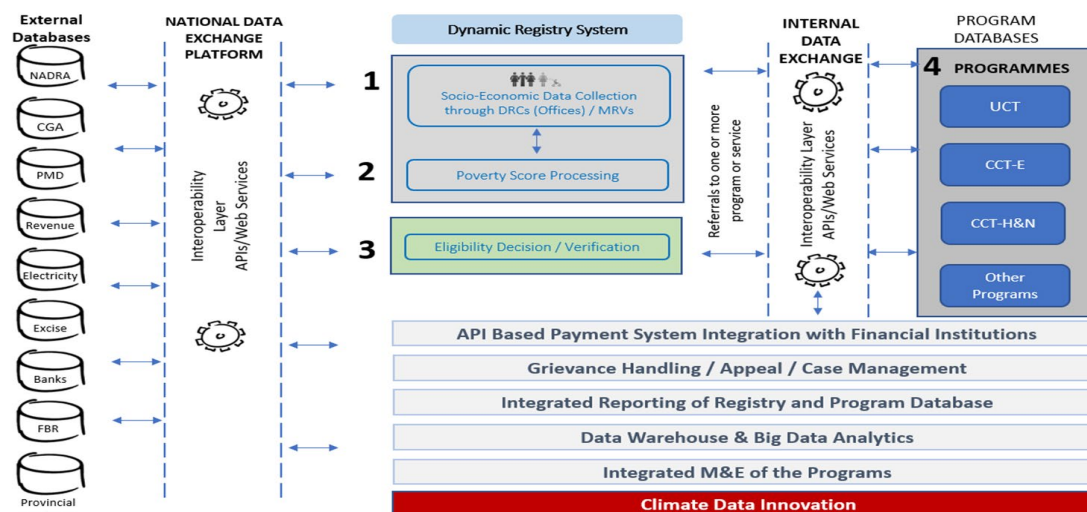 External
Databases
NADRA
CGA
PMD
Revenue
Electricity
Excise
Banks
FBR
Provincial
NATIONAL DATA
EXCHANGE
PLATFORM
Interoperability
Layer
APIs/Web Services
Dynamic Registry System
1
Socio-Economic Data Collection
through DRCs (Offices) / MRVs
2
Poverty Score Processing
3
Eligibility Decision / Verification
Referrals to one or more
program or service
INTERNAL
DATA
EXCHANGE
Interoperability Layer
APIs/Web Services
PROGRAM
DATABASES
4 PROGRAMMES
UCT
CCT-E
CCT-H&N
Other
Programs
API Based Payment System Integration with Financial Institutions
Grievance Handling / Appeal / Case Management
Integrated Reporting of Registry and Program Database
Data Warehouse & Big Data Analytics
Integrated M&E of the Programs
Climate Data Innovation